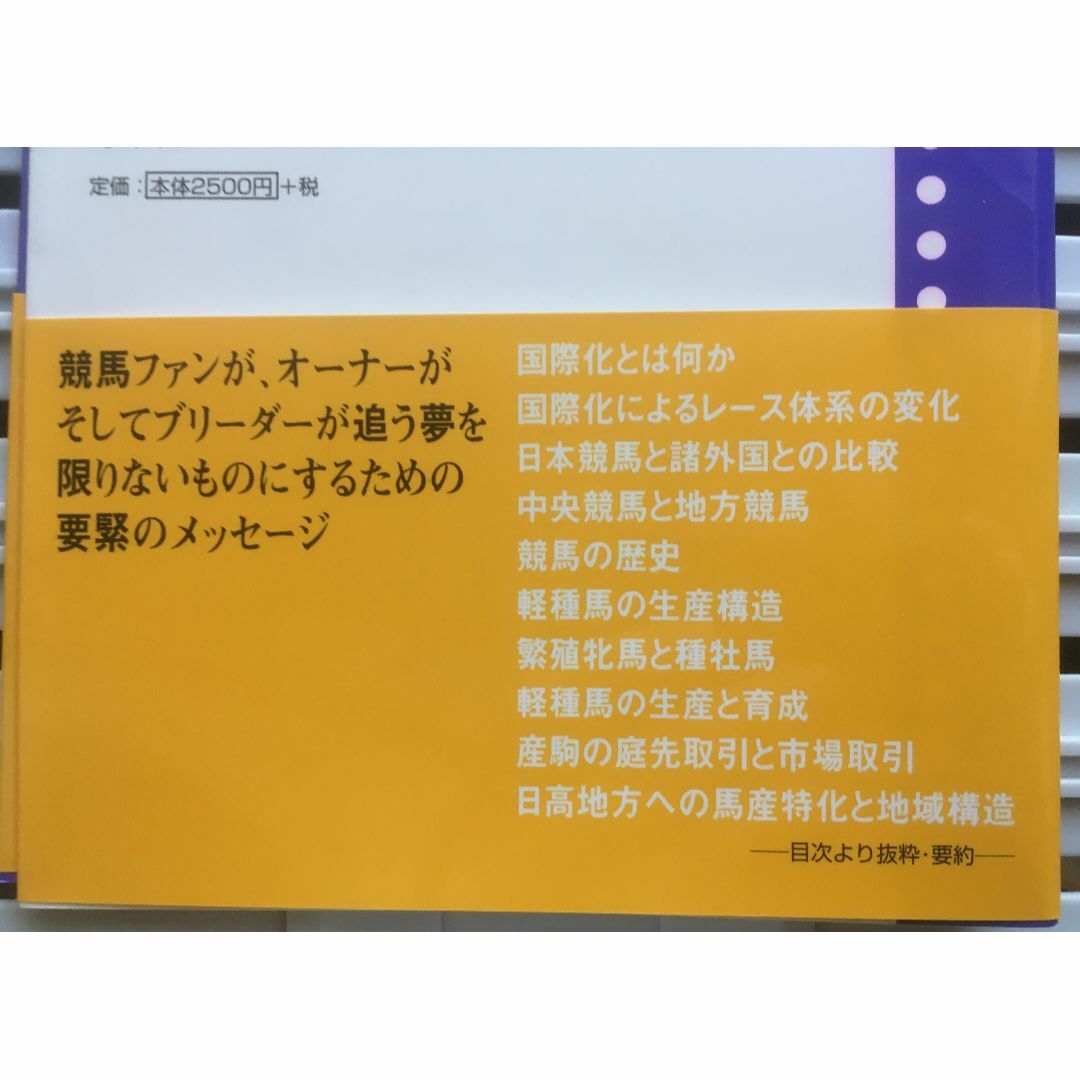 定価：本体2500円+税
競馬ファンが、オーナーが
そしてブリーダーが追う夢を
限りないものにするための
要緊のメッセージ
国際化とは何か
国際化によるレース体系の変化
日本競馬と諸外国との比較
中央競馬と地方競馬
競馬の歴史
軽種馬の生産構造
繁殖牝馬と種牡馬
軽種馬の生産と育成
産駒の庭先取引と市場取引
日高地方への馬産特化と地域構造
──目次より抜粋・要約──